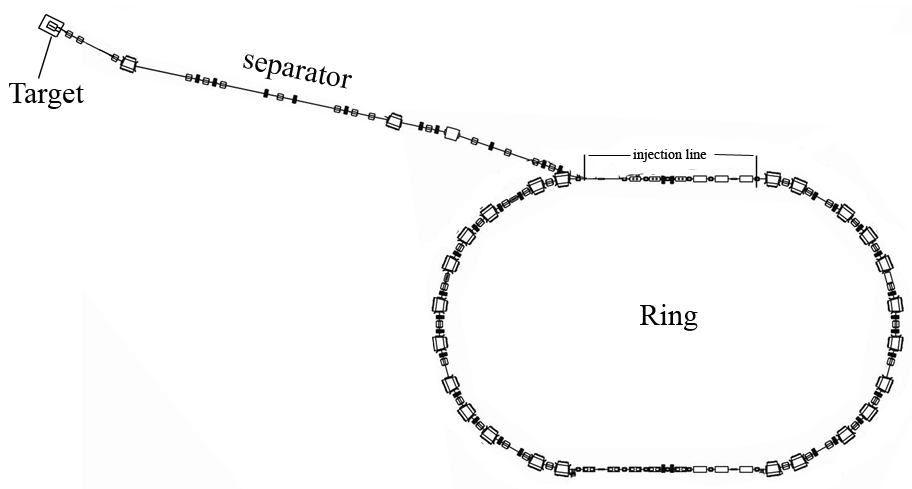 separator
Target
injection line
Ring